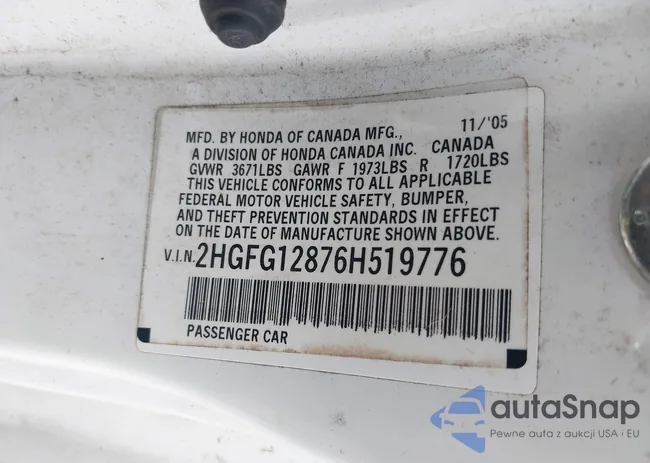 11/'05
MFD. BY HONDA OF CANADA MFG.,
A DIVISION OF HONDA CANADA INC. CANADA
GVWR 3671LBS GAWR F 1973LBS R 1720LBS
THIS VEHICLE CONFORMS TO ALL APPLICABLE
FEDERAL MOTOR VEHICLE SAFETY, BUMPER,
AND THEFT PREVENTION STANDARDS IN EFFECT
ON THE DATE OF MANUFACTURE SHOWN ABOVE.
V.I.N. 2HGFG12876H519776
PASSENGER CAR
autaSnap
Pewne auta z aukcji USA i EU